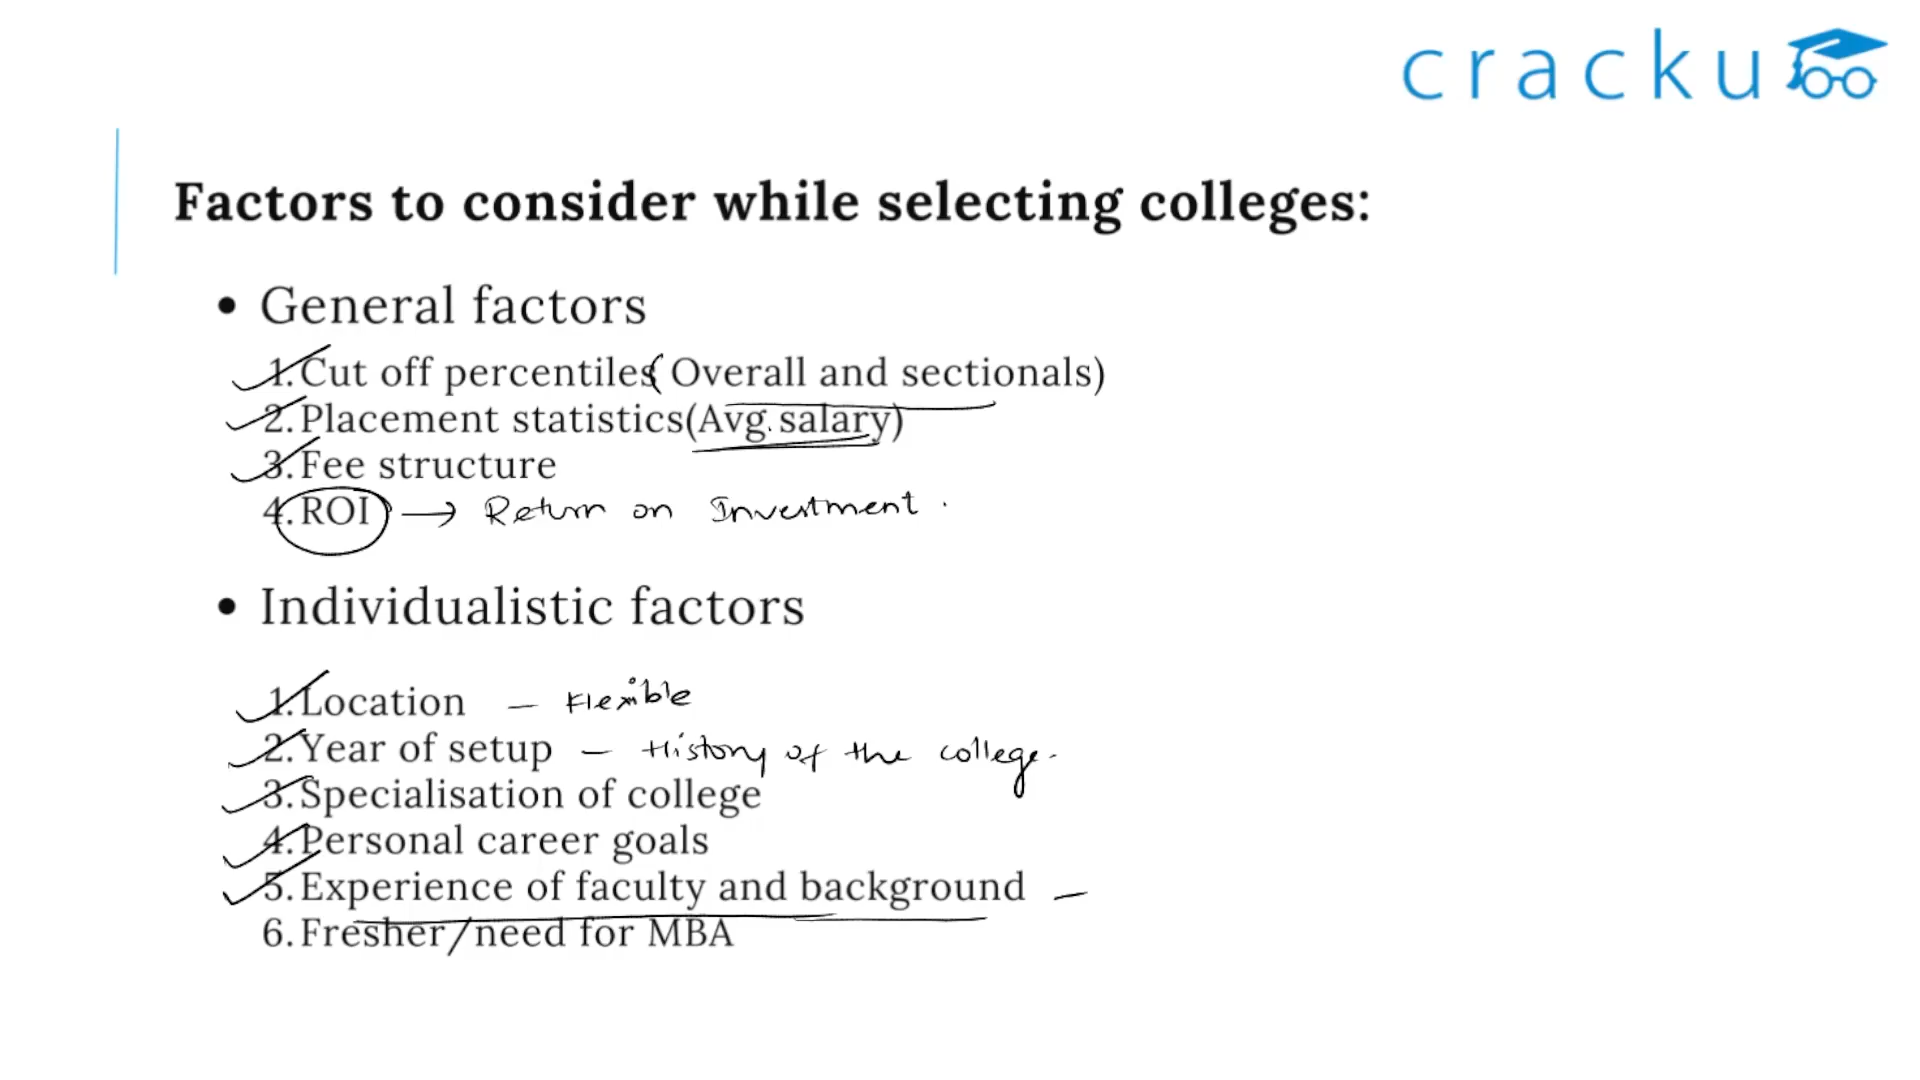 cracku
Factors to consider while selecting colleges:
• General factors
1. Cut off percentiles( Overall and sectionals)
2. Placement statistics(Avg. salary)
3. Fee structure
4. ROI → Return on Investment.
• Individualistic factors
1. Location – Flexible
2. Year of setup – History of the college.
3. Specialisation of college
4. Personal career goals
5. Experience of faculty and background –
6. Fresher/need for MBA